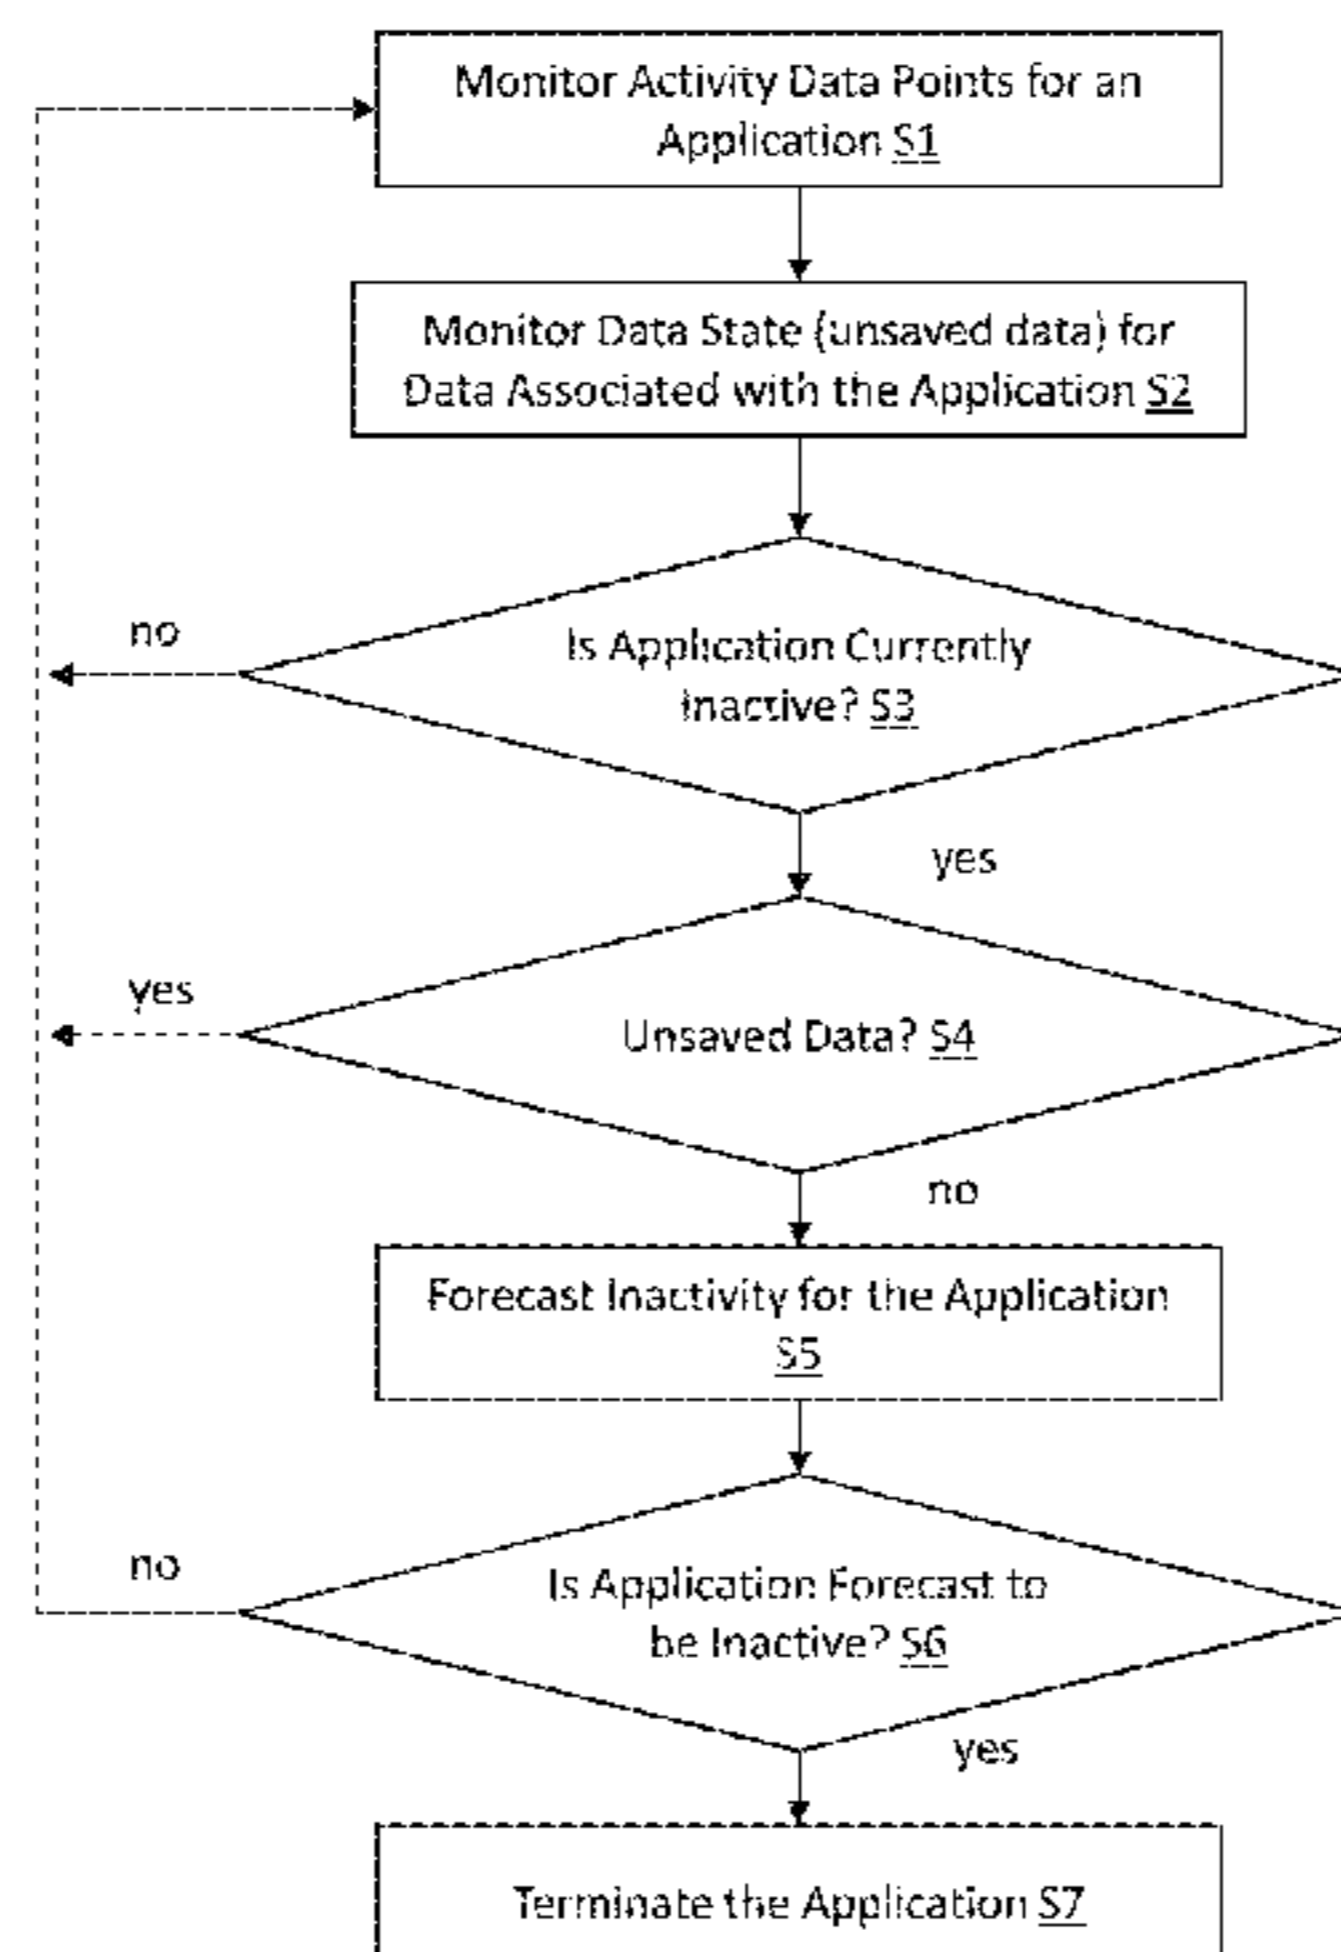 Monitor Activity Data Points for an
Application S1
Monitor Data State (unsaved data) for
Data Associated with the Application S2
no
Is Application Currently
Inactive? S3
yes
yes
Unsaved Data? S4
no
Forecast Inactivity for the Application
S5
no
Is Application Forecast to
be Inactive? S6
yes
Terminate the Application S7